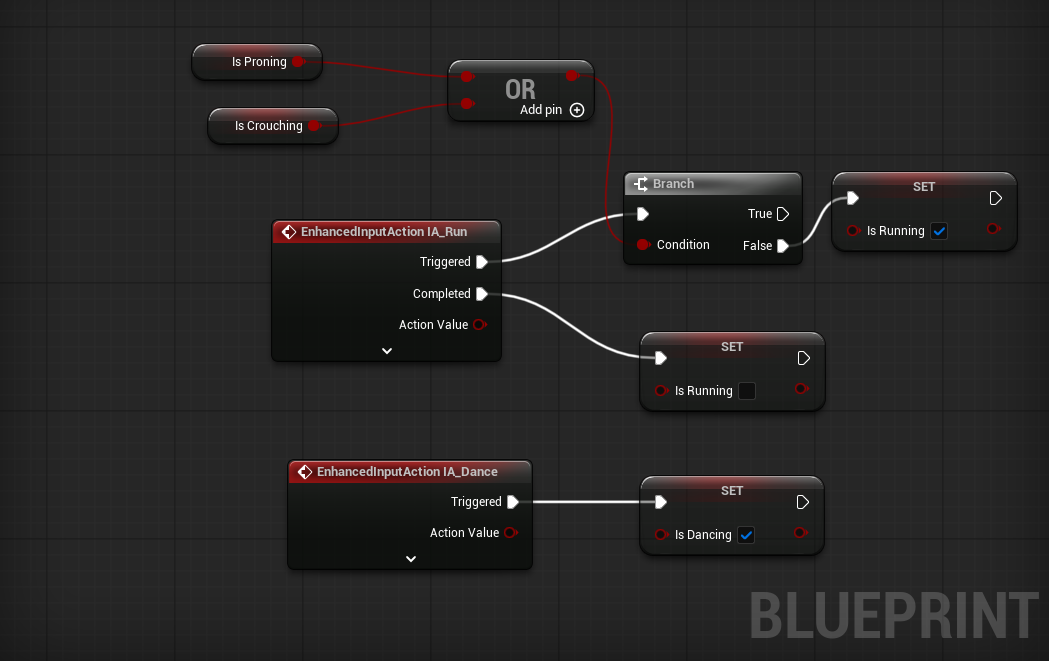 Is Proning
Is Crouching
OR
Add pin
Branch
True
Condition
False
SET
Is Running
EnhancedInputAction IA_Run
Triggered
Completed
Action Value
SET
Is Running
EnhancedInputAction IA_Dance
Triggered
Action Value
SET
Is Dancing
BLUEPRINT